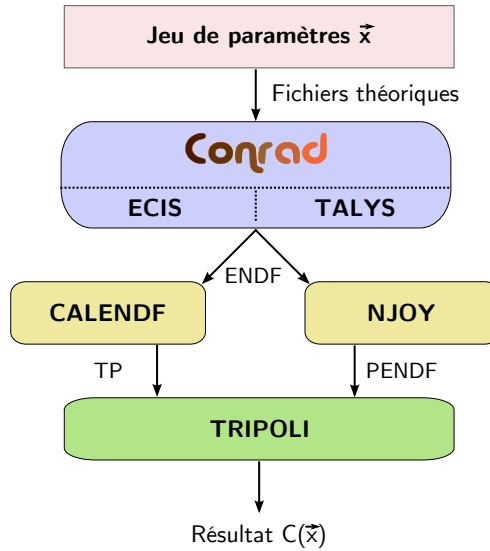 Jeu de paramètres x⃗
Fichiers théoriques
Conrad
ECIS TALYS
ENDF
CALENDF NJOY
TP PENDF
TRIPOLI
Résultat C(x⃗)